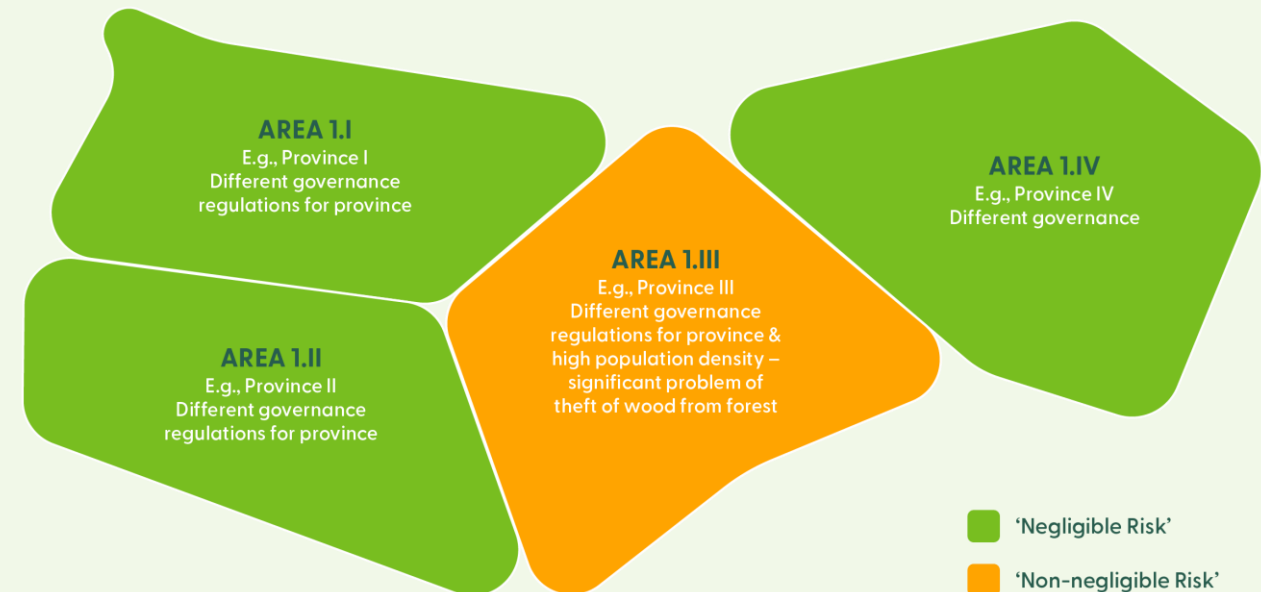 AREA 1.I
E.g., Province I
Different governance
regulations for province
AREA 1.II
E.g., Province II
Different governance
regulations for province
AREA 1.III
E.g., Province III
Different governance
regulations for province &
high population density –
significant problem of
theft of wood from forest
AREA 1.IV
E.g., Province IV
Different governance
‘Negligible Risk’
‘Non-negligible Risk’